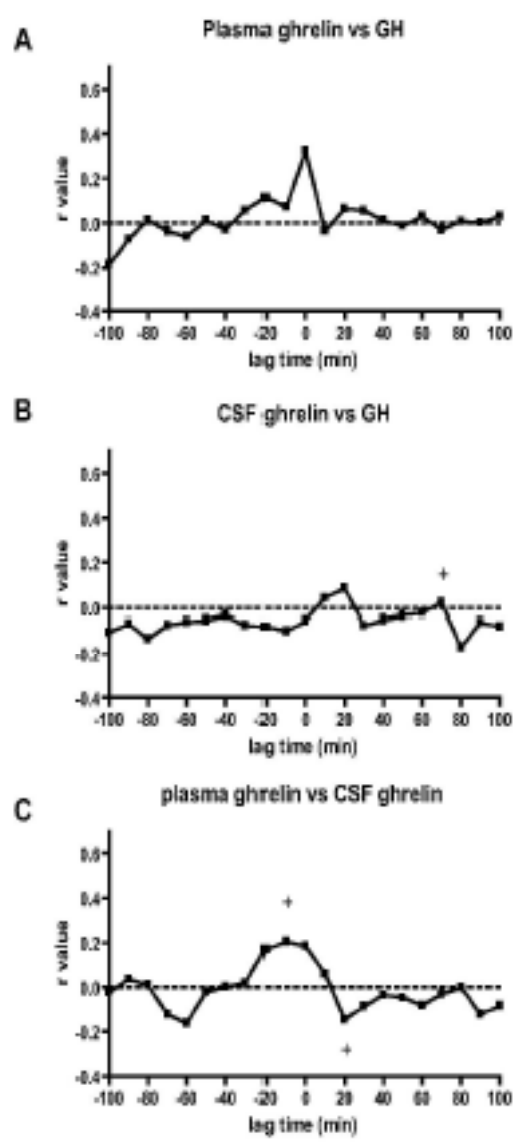 A
Plasma ghrelin vs GH
r value
0.6
0.4
0.2
0.0
-0.2
-0.4
-100 -80 -60 -40 -20 0 20 40 60 80 100
lag time (min)
B
CSF ghrelin vs GH
r value
0.6
0.4
0.2
0.0
-0.2
-0.4
+
-100 -80 -60 -40 -20 0 20 40 60 80 100
lag time (min)
C
plasma ghrelin vs CSF ghrelin
r value
0.6
0.4
0.2
0.0
-0.2
-0.4
+
+
-100 -80 -60 -40 -20 0 20 40 60 80 100
lag time (min)